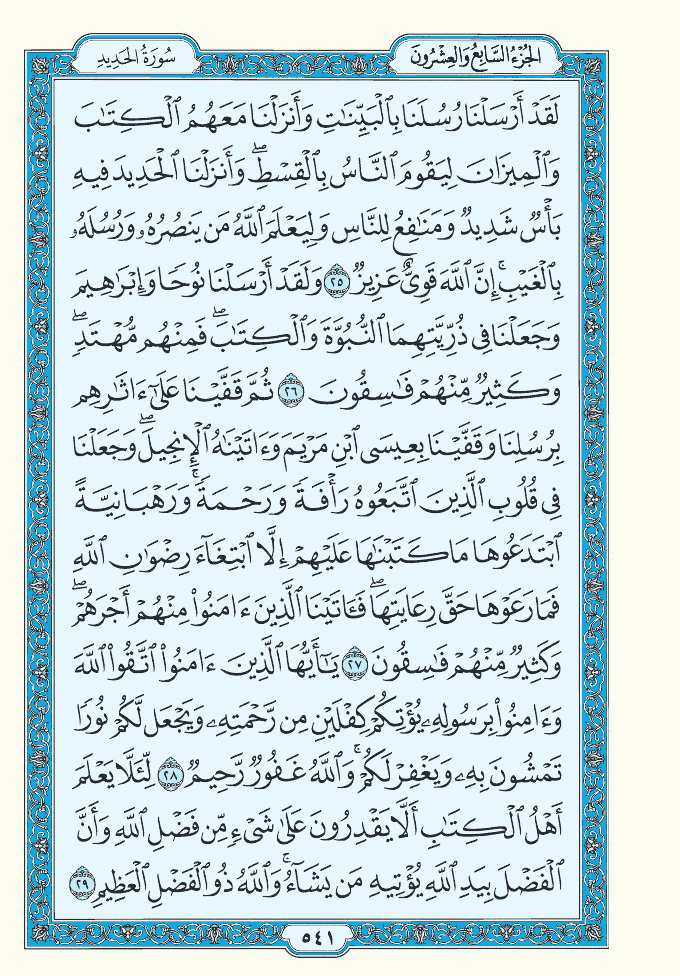 الجُزْءُ السَّابِعُ وَالعِشْرُونَ
سُورَةُ الحَدِيدِ
لَقَدْ أَرْسَلْنَا رُسُلَنَا بِٱلْبَيِّنَٰتِ وَأَنزَلْنَا مَعَهُمُ ٱلْكِتَٰبَ
وَٱلْمِيزَانَ لِيَقُومَ ٱلنَّاسُ بِٱلْقِسْطِۖ وَأَنزَلْنَا ٱلْحَدِيدَ فِيهِ
بَأْسٌ شَدِيدٌ وَمَنَٰفِعُ لِلنَّاسِ وَلِيَعْلَمَ ٱللَّهُ مَن يَنصُرُهُۥ وَرُسُلَهُۥ
بِٱلْغَيْبِۚ إِنَّ ٱللَّهَ قَوِىٌّ عَزِيزٌ ٢٥ وَلَقَدْ أَرْسَلْنَا نُوحًا وَإِبْرَٰهِيمَ
وَجَعَلْنَا فِى ذُرِّيَّتِهِمَا ٱلنُّبُوَّةَ وَٱلْكِتَٰبَۖ فَمِنْهُم مُّهْتَدٍۖ
وَكَثِيرٌ مِّنْهُمْ فَٰسِقُونَ ٢٦ ثُمَّ قَفَّيْنَا عَلَىٰٓ ءَاثَٰرِهِم
بِرُسُلِنَا وَقَفَّيْنَا بِعِيسَى ٱبْنِ مَرْيَمَ وَءَاتَيْنَٰهُ ٱلْإِنجِيلَۖ وَجَعَلْنَا
فِى قُلُوبِ ٱلَّذِينَ ٱتَّبَعُوهُ رَأْفَةً وَرَحْمَةًۚ وَرَهْبَانِيَّةً
ٱبْتَدَعُوهَا مَا كَتَبْنَٰهَا عَلَيْهِمْ إِلَّا ٱبْتِغَآءَ رِضْوَٰنِ ٱللَّهِ
فَمَا رَعَوْهَا حَقَّ رِعَايَتِهَاۖ فَـَٔاتَيْنَا ٱلَّذِينَ ءَامَنُوا۟ مِنْهُمْ أَجْرَهُمْۖ
وَكَثِيرٌ مِّنْهُمْ فَٰسِقُونَ ٢٧ يَٰٓأَيُّهَا ٱلَّذِينَ ءَامَنُوا۟ ٱتَّقُوا۟ ٱللَّهَ
وَءَامِنُوا۟ بِرَسُولِهِۦ يُؤْتِكُمْ كِفْلَيْنِ مِن رَّحْمَتِهِۦ وَيَجْعَل لَّكُمْ نُورًا
تَمْشُونَ بِهِۦ وَيَغْفِرْ لَكُمْۚ وَٱللَّهُ غَفُورٌ رَّحِيمٌ ٢٨ لِّئَلَّا يَعْلَمَ
أَهْلُ ٱلْكِتَٰبِ أَلَّا يَقْدِرُونَ عَلَىٰ شَىْءٍ مِّن فَضْلِ ٱللَّهِ وَأَنَّ
ٱلْفَضْلَ بِيَدِ ٱللَّهِ يُؤْتِيهِ مَن يَشَآءُۚ وَٱللَّهُ ذُو ٱلْفَضْلِ ٱلْعَظِيمِ ٢٩
٥٤١